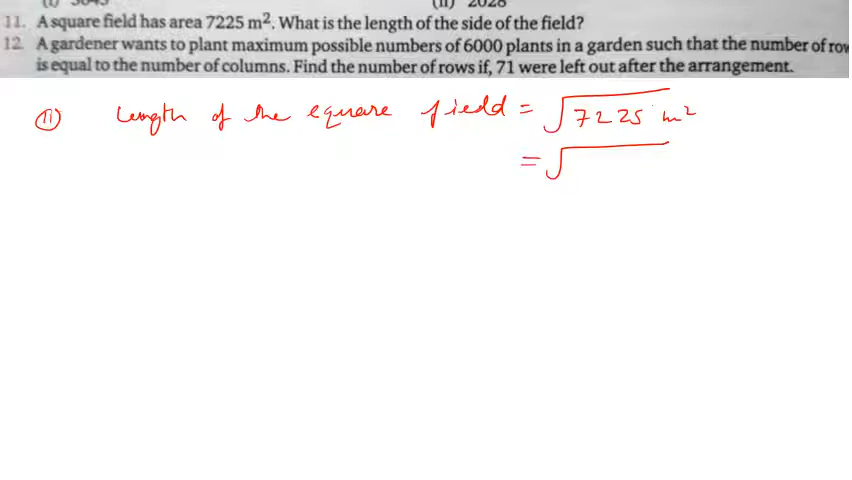 (i) 3645 (ii) 2028
11. A square field has area 7225 m². What is the length of the side of the field?
12. A gardener wants to plant maximum possible numbers of 6000 plants in a garden such that the number of row
is equal to the number of columns. Find the number of rows if, 71 were left out after the arrangement.
⑪ Length of the square field = √7225 m²
= √